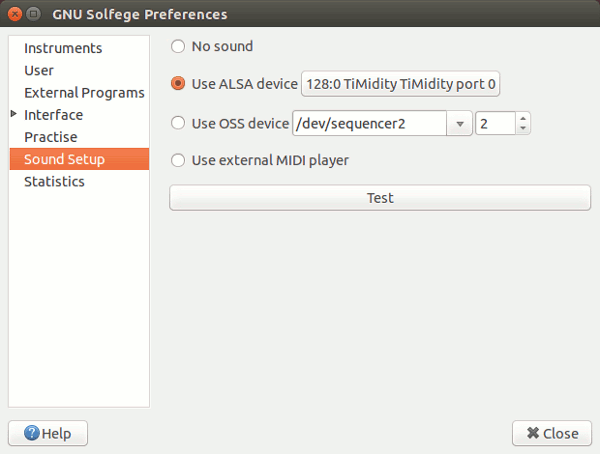 GNU Solfege Preferences
Instruments
User
External Programs
Interface
Practise
Sound Setup
Statistics
No sound
Use ALSA device 128:0 TiMidity TiMidity port 0
Use OSS device /dev/sequencer2 2
Use external MIDI player
Test
Help
Close